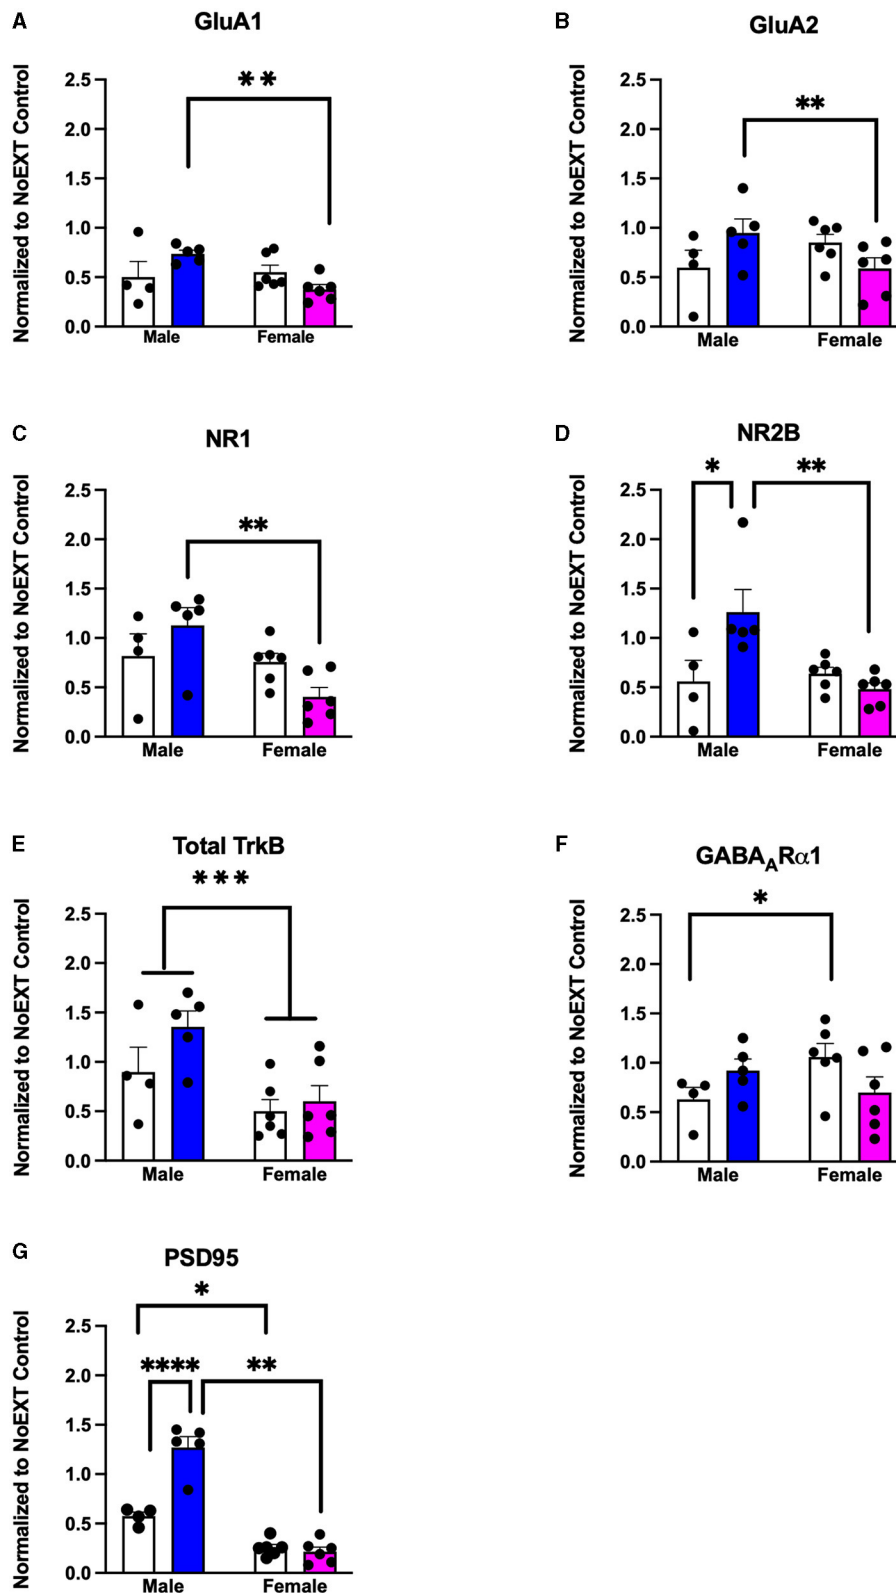 A
GluA1
Normalized to NoEXT Control
2.5
2.0
1.5
1.0
0.5
0.0
**
Male
Female
B
GluA2
Normalized to NoEXT Control
2.5
2.0
1.5
1.0
0.5
0.0
**
Male
Female
C
NR1
Normalized to NoEXT Control
2.5
2.0
1.5
1.0
0.5
0.0
**
Male
Female
D
NR2B
Normalized to NoEXT Control
2.5
2.0
1.5
1.0
0.5
0.0
*
**
Male
Female
E
Total TrkB
***
Normalized to NoEXT Control
2.5
2.0
1.5
1.0
0.5
0.0
Male
Female
F
GABA_ARα1
*
Normalized to NoEXT Control
2.5
2.0
1.5
1.0
0.5
0.0
Male
Female
G
PSD95
*
**** **
Normalized to NoEXT Control
2.5
2.0
1.5
1.0
0.5
0.0
Male
Female